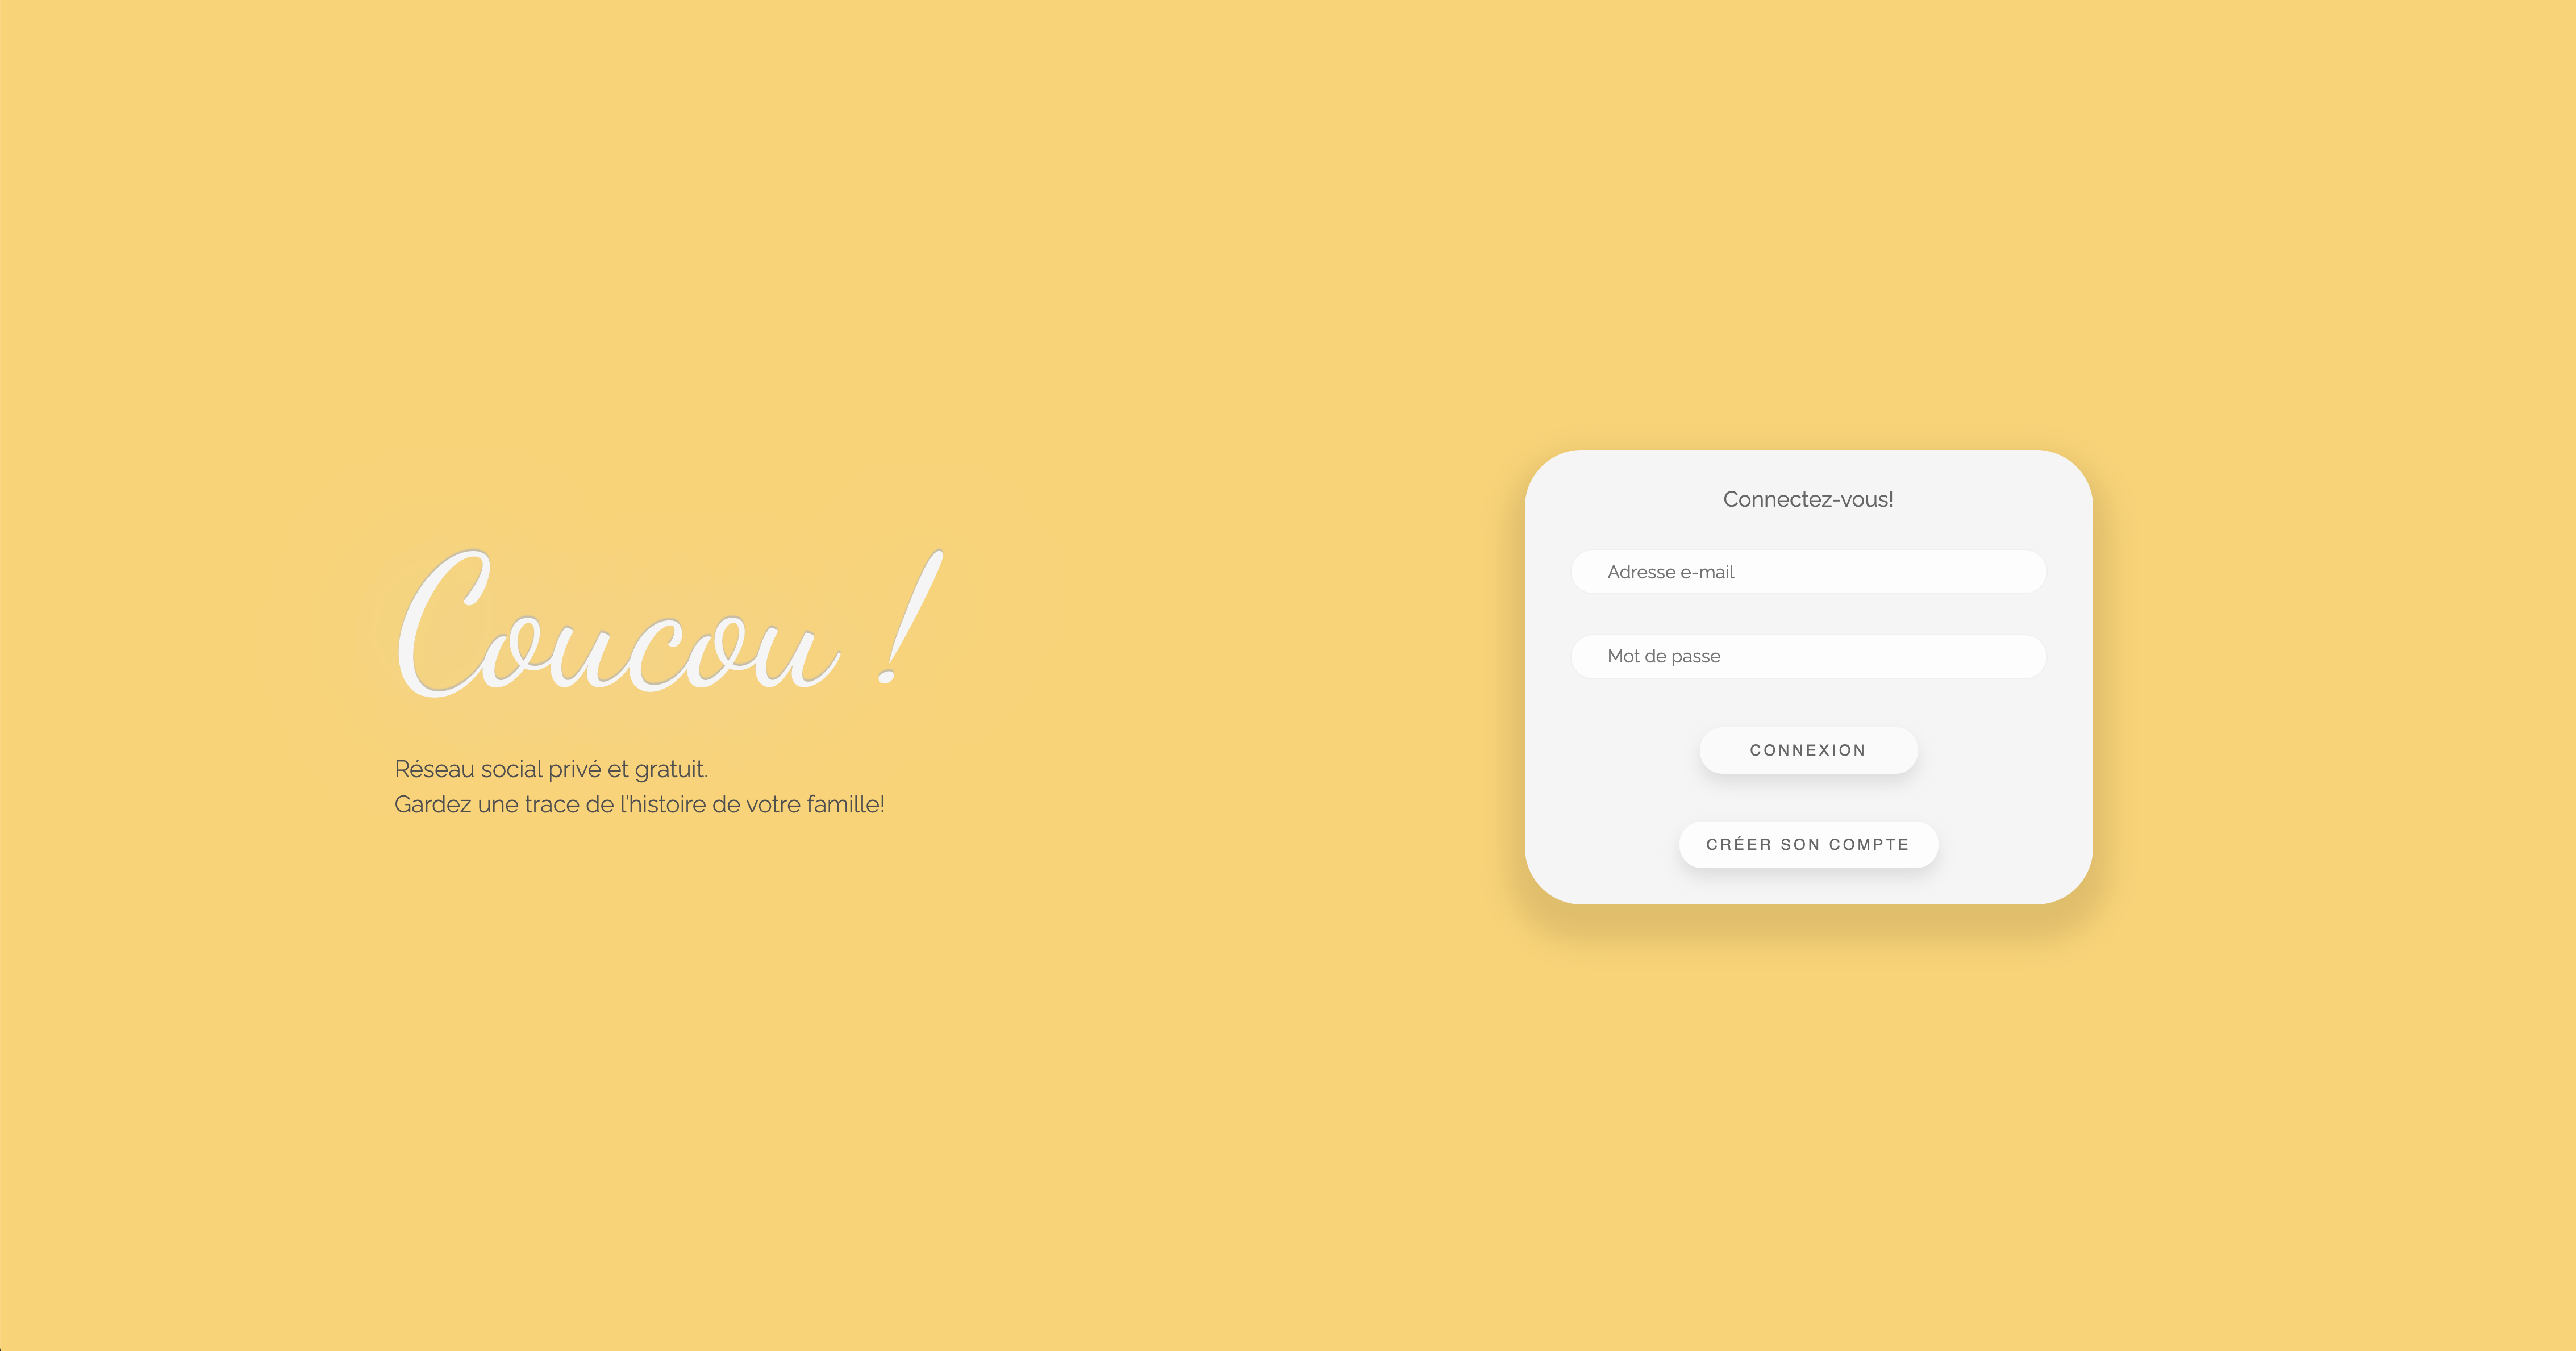 Coucou !
Réseau social privé et gratuit.
Gardez une trace de l'histoire de votre famille!
Connectez-vous!
Adresse e-mail
Mot de passe
CONNEXION
CRÉER SON COMPTE